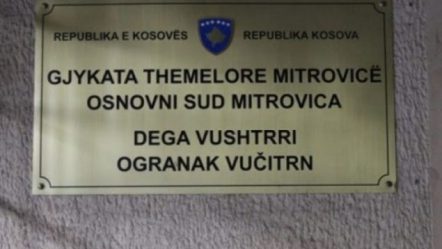 REPUBLIKA E KOSOVËS REPUBLIKA KOSOVA
GJYKATA THEMELORE MITROVICË
OSNOVNI SUD MITROVICA
DEGA VUSHTRRI
OGRANAK VUČITRN